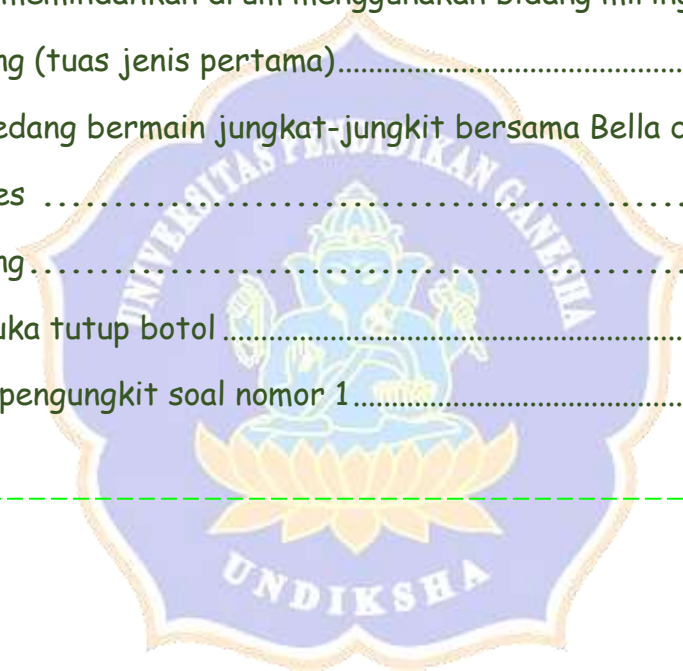 memindahkan drum menggunakan bidang miring
ng (tuas jenis pertama)..............................................
edang bermain jungkat-jungkit bersama Bella
es ................................................
ng................................................
uka tutup botol................................................
pengungkit soal nomor 1................................................
UNIVERSITAS PENDIDIKAN GANESHA
UNDIKSHA